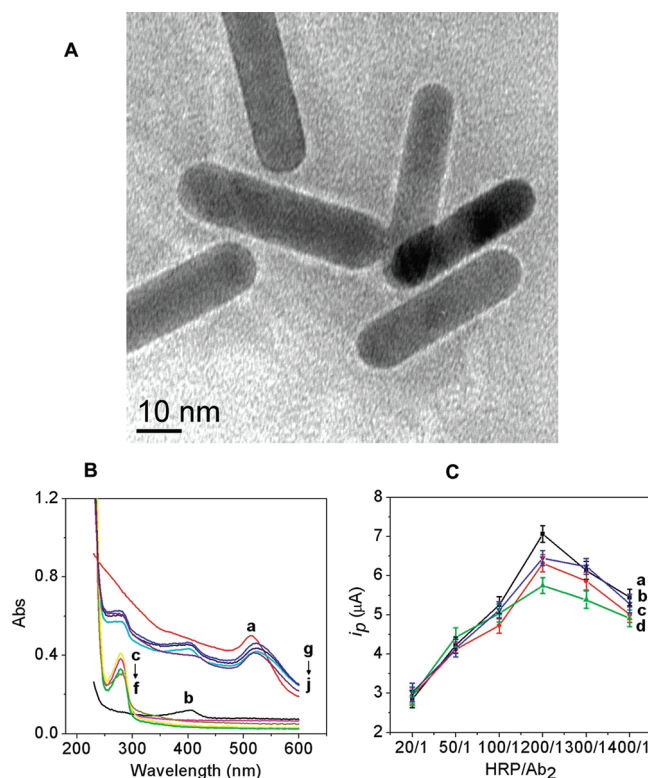 A
10 nm
B
C
1.2
0.8
0.4
0.0
Abs
200
300
400
500
600
Wavelength (nm)
a
b
c
f
g
j
8
7
6
5
4
3
2
ip (μA)
a
b
c
d
20/1
50/1
100/1
200/1
300/1
400/1
HRP/Ab2